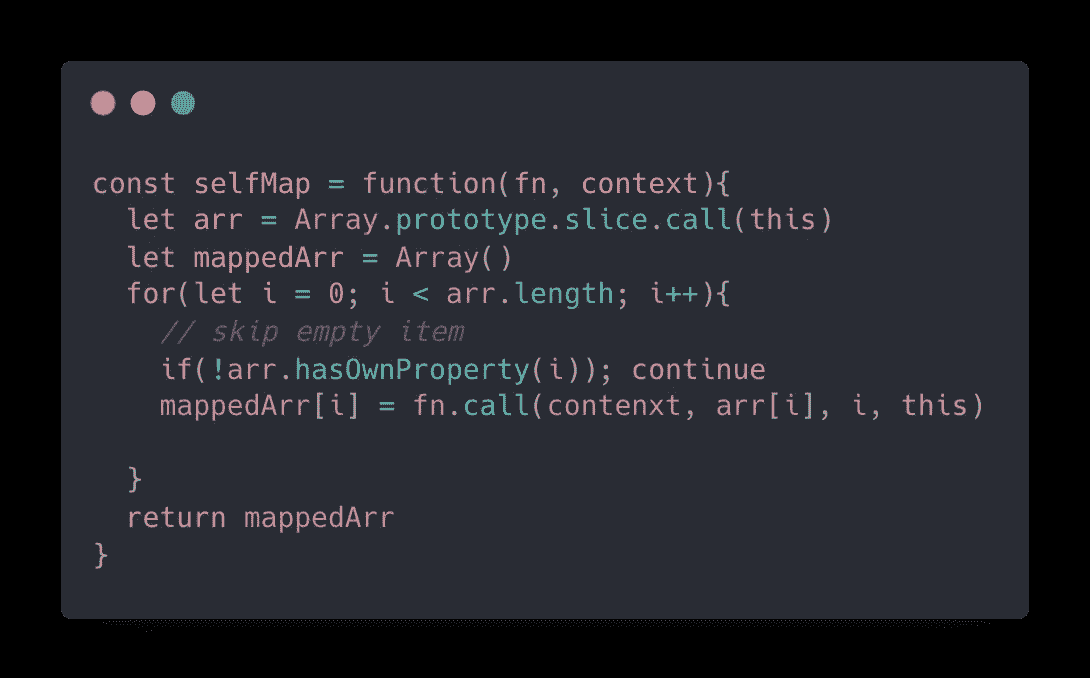 const selfMap = function(fn, context){
let arr = Array.prototype.slice.call(this)
let mappedArr = Array()
for(let i = 0; i < arr.length; i++){
// skip empty item
if(!arr.hasOwnProperty(i)); continue
mappedArr[i] = fn.call(contenxt, arr[i], i, this)
}
return mappedArr
}